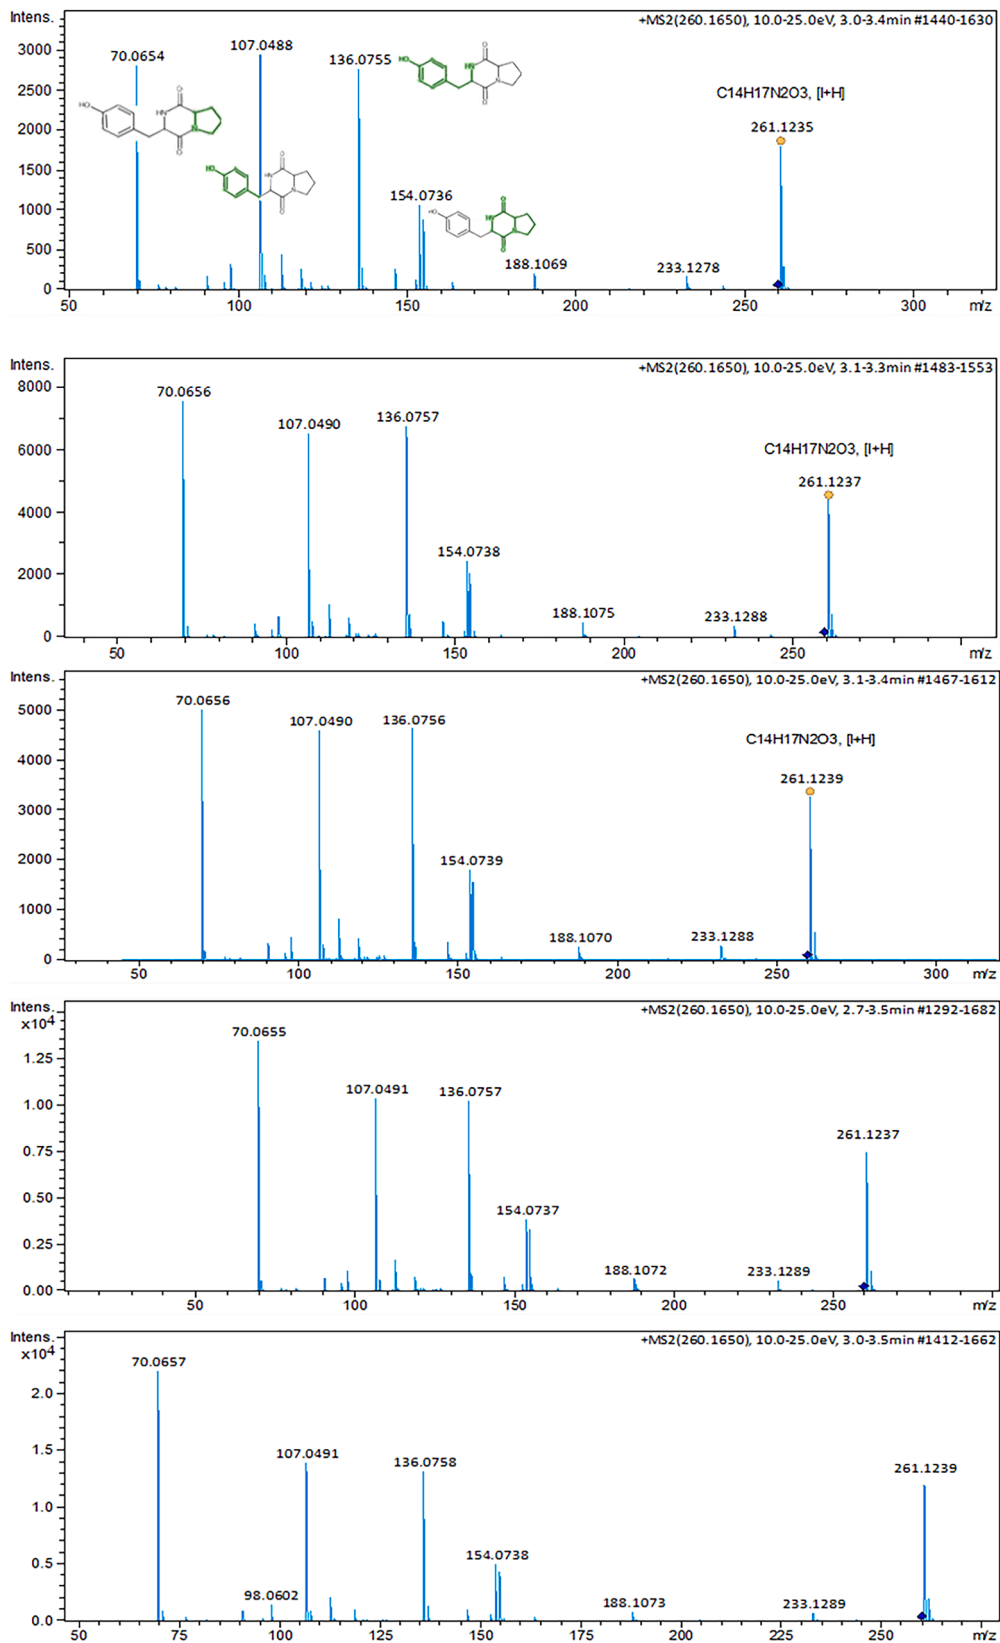 Intens.
+MS2(260.1650), 10.0-25.0eV, 3.0-3.4min #1440-1630
3000
2500
2000
1500
1000
500
0
70.0654
107.0488
136.0755
C14H17N2O3, [I+H]
261.1235
154.0736
188.1069
233.1278
HO
HN
O
N
O
HO
HN
O
N
O
HO
HN
O
N
O
HO
HN
O
N
O
50
100
150
200
250
300
m/z
Intens.
+MS2(260.1650), 10.0-25.0eV, 3.1-3.3min #1483-1553
8000
6000
4000
2000
0
70.0656
107.0490
136.0757
C14H17N2O3, [I+H]
261.1237
154.0738
188.1075
233.1288
50
100
150
200
250
m/z
Intens.
+MS2(260.1650), 10.0-25.0eV, 3.1-3.4min #1467-1612
5000
4000
3000
2000
1000
0
70.0656
107.0490
136.0756
C14H17N2O3, [I+H]
261.1239
154.0739
188.1070
233.1288
50
100
150
200
250
300
m/z
Intens.
x10⁴
+MS2(260.1650), 10.0-25.0eV, 2.7-3.5min #1292-1682
1.25
1.00
0.75
0.50
0.25
0.00
70.0655
107.0491
136.0757
261.1237
154.0737
188.1072
233.1289
50
100
150
200
250
m/z
Intens.
x10⁴
+MS2(260.1650), 10.0-25.0eV, 3.0-3.5min #1412-1662
2.0
1.5
1.0
0.5
0.0
70.0657
107.0491
136.0758
261.1239
154.0738
98.0602
188.1073
233.1289
50
75
100
125
150
175
200
225
250
m/z